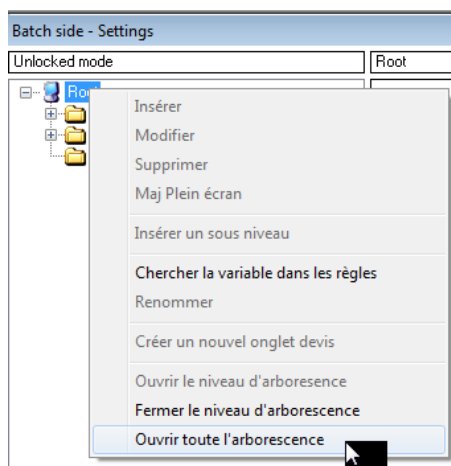 Batch side - Settings
Unlocked mode
Root
Root
Insérer
Modifier
Supprimer
Maj Plein écran
Insérer un sous niveau
Chercher la variable dans les règles
Renommer
Créer un nouvel onglet devis
Ouvrir le niveau d'arboresence
Fermer le niveau d'arborescence
Ouvrir toute l'arborescence